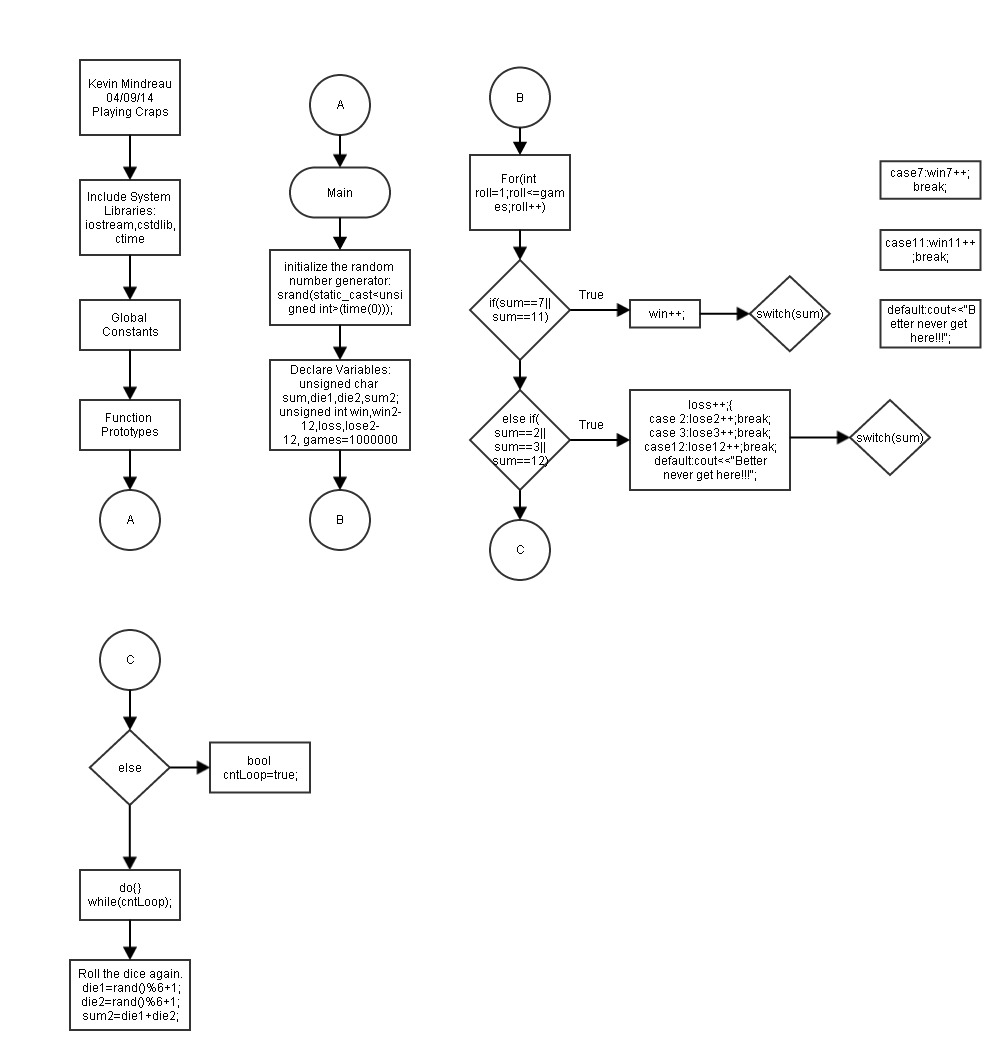 Kevin Mindreau
04/09/14
Playing Craps
Include System
Libraries:
iostream,cstdlib,
ctime
Global
Constants
Function
Prototypes
A
A
Main
initialize the random
number generator:
srand(static_cast<unsi
gned int>(time(0)));
Declare Variables:
unsigned char
sum,die1,die2,sum2;
unsigned int win,win2-
12,loss,lose2-
12, games=1000000
B
B
For(int
roll=1;roll<=gam
es;roll++)
if(sum==7||
sum==11)
True
win++;
switch(sum)
else if(
sum==2||
sum==3||
sum==12)
True
loss++;{
case 2:lose2++;break;
case 3:lose3++;break;
case12:lose12++;break;
default:cout<<"Better
never get here!!!";
switch(sum)
C
case7:win7++;
break;
case11:win11++
;break;
default:cout<<"B
etter never get
here!!!";
C
else
bool
cntLoop=true;
do{}
while(cntLoop);
Roll the dice again.
die1=rand()%6+1;
die2=rand()%6+1;
sum2=die1+die2;